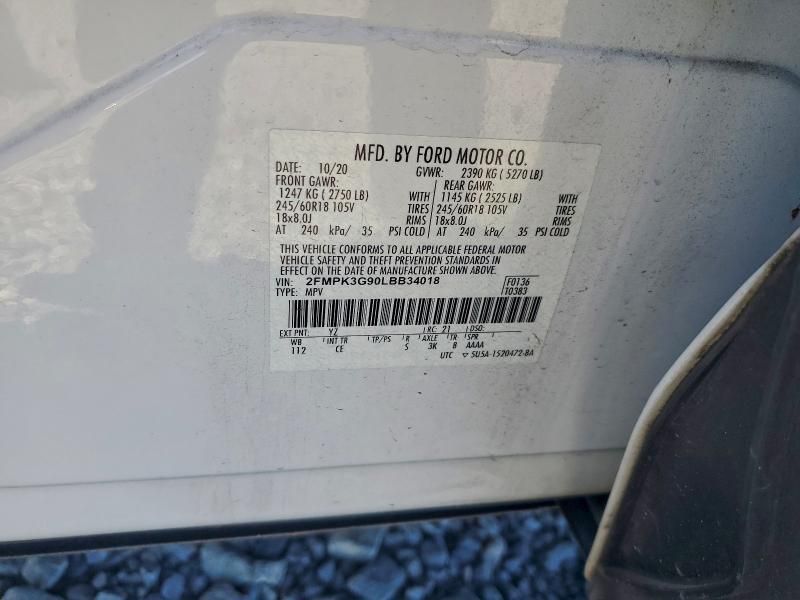 MFD. BY FORD MOTOR CO.
DATE: 10/20 GVWR: 2390 KG ( 5270 LB)
FRONT GAWR: REAR GAWR:
1247 KG ( 2750 LB) WITH 1145 KG ( 2525 LB) WITH
245/60R18 105V TIRES 245/60R18 105V TIRES
18x8.0J RIMS 18x8.0J RIMS
AT 240 kPa/ 35 PSI COLD AT 240 kPa/ 35 PSI COLD
THIS VEHICLE CONFORMS TO ALL APPLICABLE FEDERAL MOTOR
VEHICLE SAFETY AND THEFT PREVENTION STANDARDS IN
EFFECT ON THE DATE OF MANUFACTURE SHOWN ABOVE.
VIN: 2FMPK3G90LBB34018 F0136
TYPE: MPV T0383
EXT PNT: YZ RC: 21 DSO:
WB INT TR TP/PS R AXLE TR SPR
112 CE 5 3K 8 AAAA
UTC ▽ 5U5A-1520472-BA